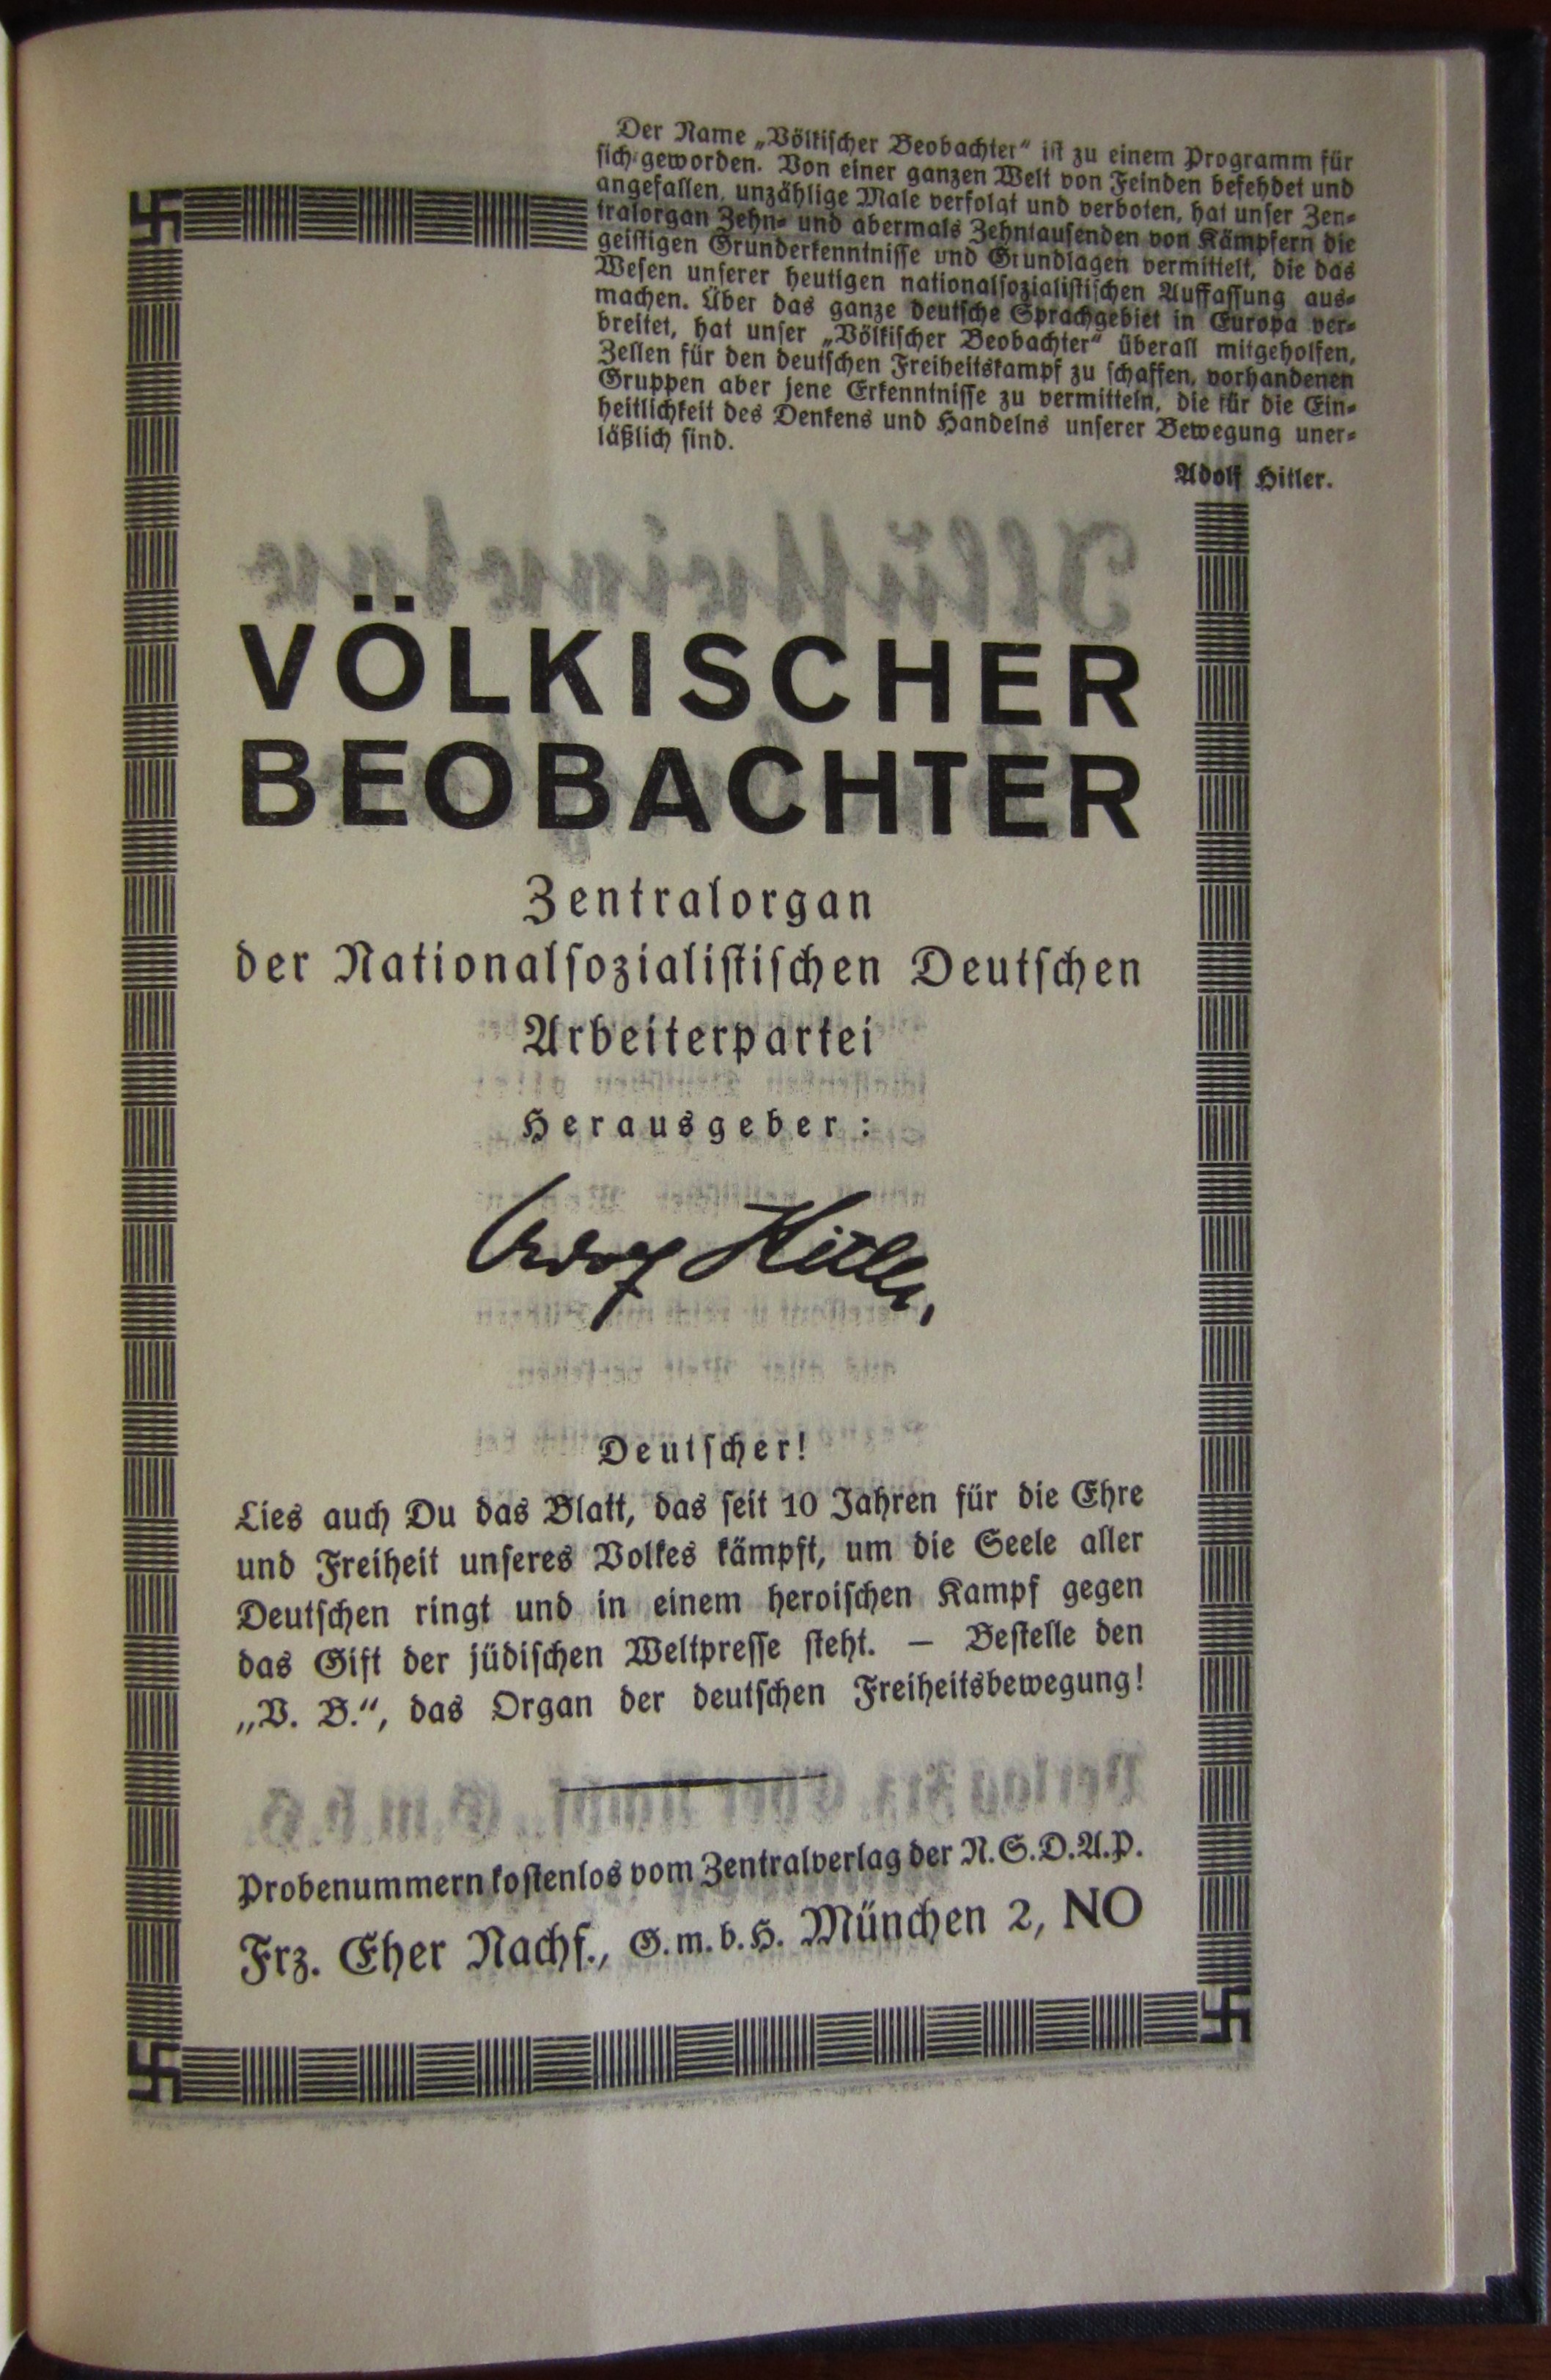 Der Name „Völkischer Beobachter“ ist zu einem Programm für
sich geworden. Von einer ganzen Welt von Feinden befehdet und
angefallen, unzählige Male verfolgt und verboten, hat unser Zen-
tralorgan Zehn- und abermals Zehntausenden von Kämpfern die
geistigen Grunderkenntnisse und Grundlagen vermittelt, die das
Wesen unserer heutigen nationalsozialistischen Auffassung aus-
machen. Über das ganze deutsche Sprachgebiet in Europa ver-
breitet, hat unser „Völkischer Beobachter“ überall mitgeholfen,
Zellen für den deutschen Freiheitskampf zu schaffen, vorhandenen
Gruppen aber jene Erkenntnisse zu vermitteln, die für die Ein-
heitlichkeit des Denkens und Handelns unserer Bewegung uner-
läßlich sind.
Adolf Hitler.
VÖLKISCHER
BEOBACHTER
Zentralorgan
der Nationalsozialistischen Deutschen
Arbeiterpartei
Herausgeber:
Adolf Hitler
Deutscher!
Lies auch Du das Blatt, das seit 10 Jahren für die Ehre
und Freiheit unseres Volkes kämpft, um die Seele aller
Deutschen ringt und in einem heroischen Kampf gegen
das Gift der jüdischen Weltpresse steht. — Bestelle den
„V. B.“, das Organ der deutschen Freiheitsbewegung!
Probenummern kostenlos vom Zentralverlag der N.S.D.A.P.
Frz. Eher Nachf., G.m.b.H. München 2, NO